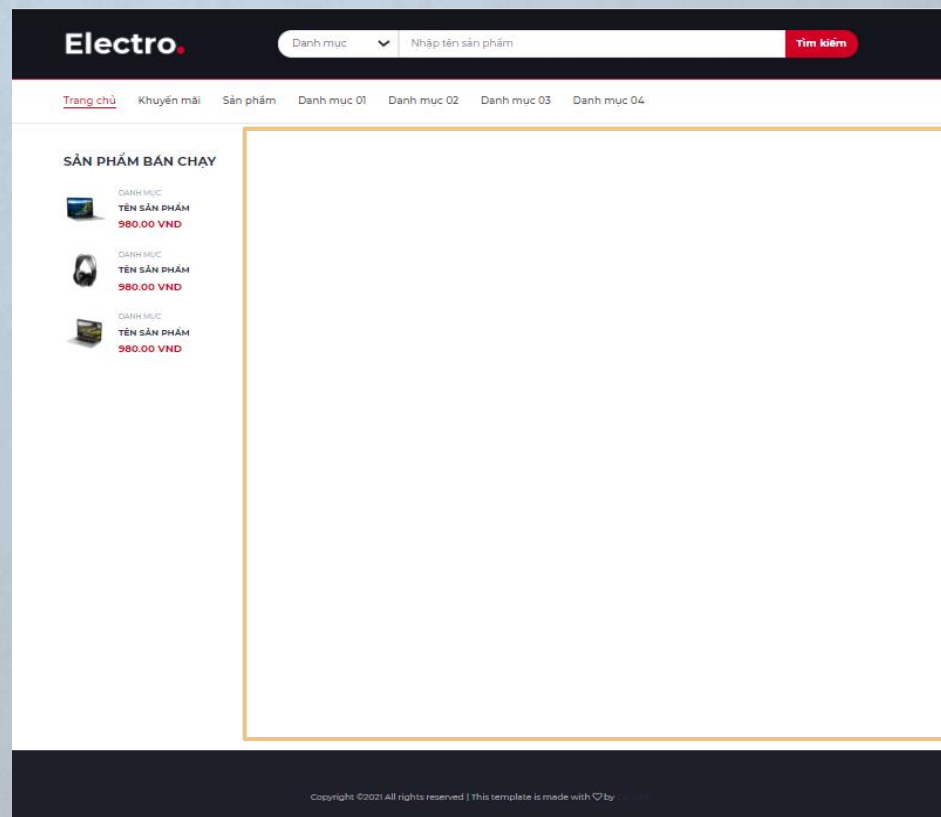 Electro.
Danh mục
Nhập tên sản phẩm
Tìm kiếm
Trang chủ Khuyến mãi Sản phẩm Danh mục 01 Danh mục 02 Danh mục 03 Danh mục 04
SẢN PHẨM BÁN CHẠY
DANH MỤC
TÊN SẢN PHẨM
980.00 VND
DANH MỤC
TÊN SẢN PHẨM
980.00 VND
DANH MỤC
TÊN SẢN PHẨM
980.00 VND
Copyright ©2021 All rights reserved | This template is made with ♡ by